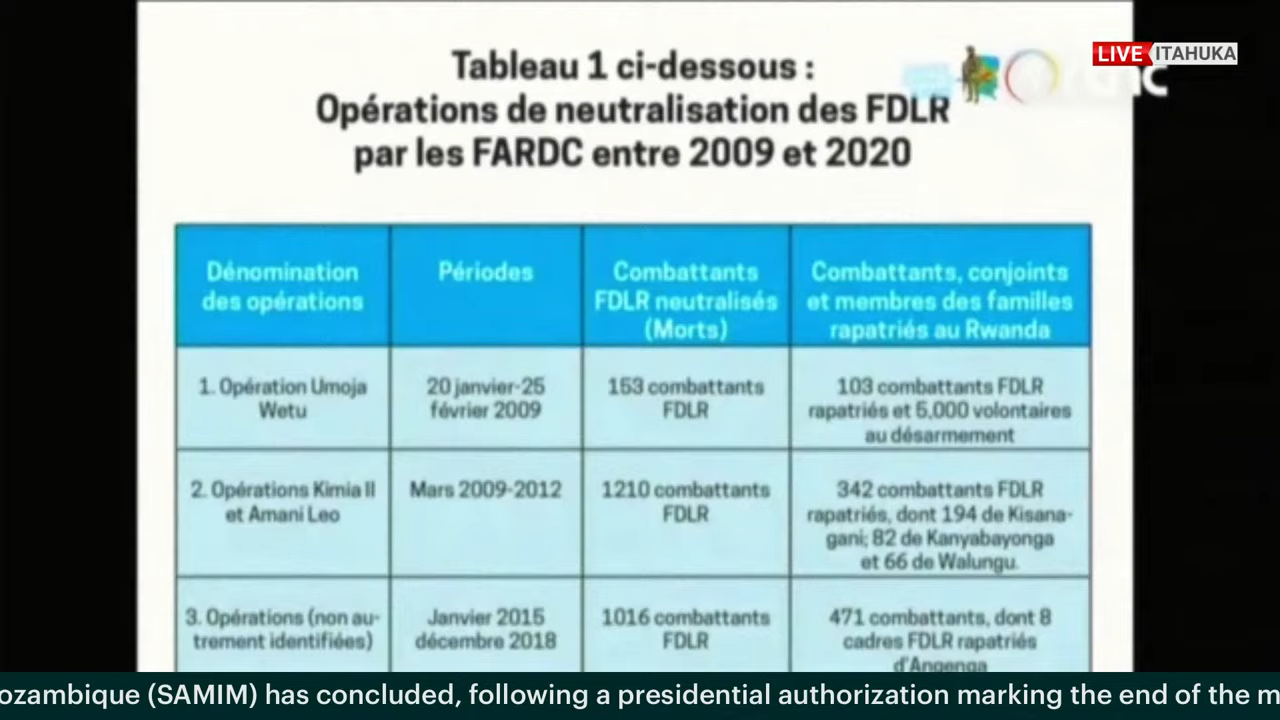 LIVE ITAHUKA
Tableau 1 ci-dessous :
Opérations de neutralisation des FDLR
par les FARDC entre 2009 et 2020
Dénomination
des opérations
Périodes
Combattants
FDLR neutralisés
(Morts)
Combattants, conjoints
et membres des familles
rapatriés au Rwanda
1. Opération Umoja
Wetu
20 janvier-25
février 2009
153 combattants
FDLR
103 combattants FDLR
rapatriés et 5,000 volontaires
au désarmement
2. Opérations Kimia II
et Amani Leo
Mars 2009-2012
1210 combattants
FDLR
342 combattants FDLR
rapatriés, dont 194 de Kisana-
gani; 82 de Kanyabayonga
et 66 de Walungu.
3. Opérations (non au-
trement identifiées)
Janvier 2015
décembre 2018
1016 combattants
FDLR
471 combattants, dont 8
cadres FDLR rapatriés
d'Angenga
ozambique (SAMIM) has concluded, following a presidential authorization marking the end of the m